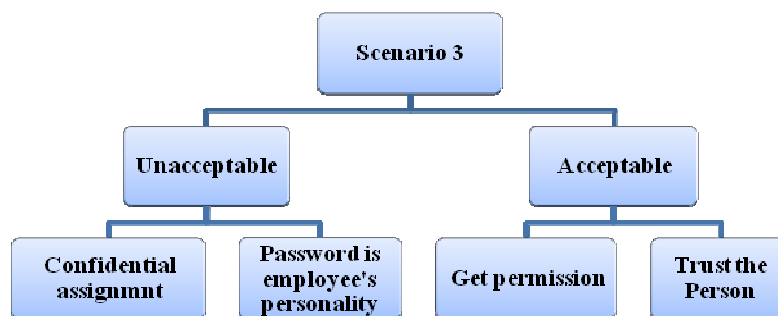 Scenario 3
Unacceptable
Acceptable
Confidential
assignmnt
Password is
employee's
personality
Get permission
Trust the
Person